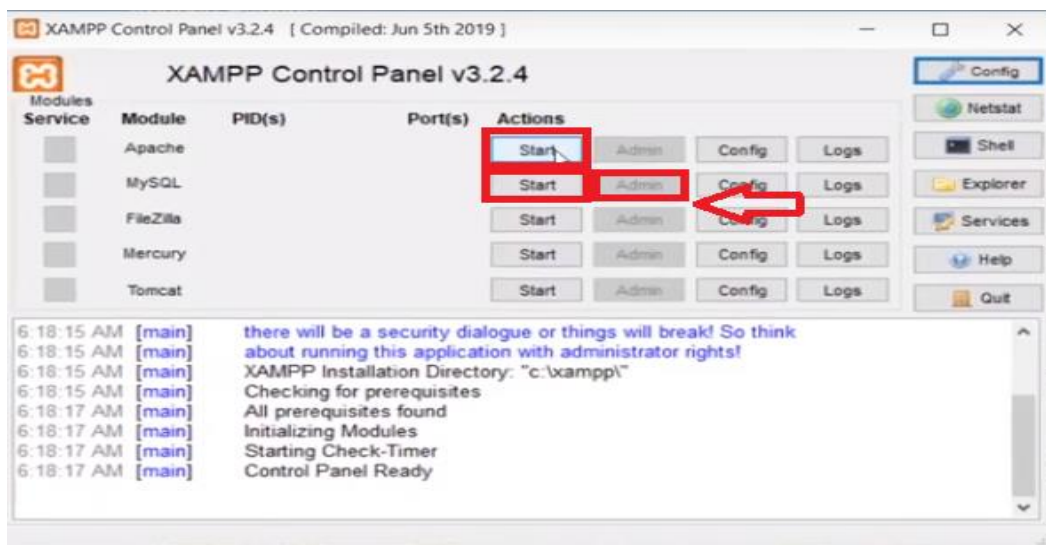 XAMPP Control Panel v3.2.4 [ Compiled: Jun 5th 2019 ]
XAMPP Control Panel v3.2.4
Config
Modules
Service Module PID(s) Port(s) Actions
Netstat
Apache Start Admin Config Logs
Shell
MySQL Start Admin Config Logs
Explorer
FileZilla Start Admin Config Logs
Services
Mercury Start Admin Config Logs
Help
Tomcat Start Admin Config Logs
Quit
6:18:15 AM [main] there will be a security dialogue or things will break! So think
6:18:15 AM [main] about running this application with administrator rights!
6:18:15 AM [main] XAMPP Installation Directory: "c:\xampp\"
6:18:15 AM [main] Checking for prerequisites
6:18:17 AM [main] All prerequisites found
6:18:17 AM [main] Initializing Modules
6:18:17 AM [main] Starting Check-Timer
6:18:17 AM [main] Control Panel Ready